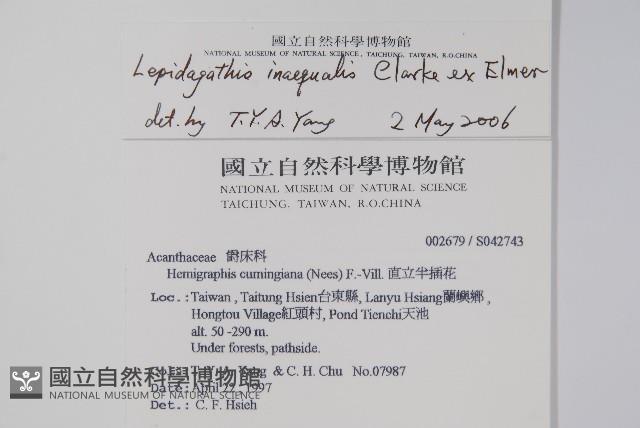 國立自然科學博物館
NATIONAL MUSEUM OF NATURAL SCIENCE, TAICHUNG, TAIWAN, R.O.CHINA
Lepidagathis inaequalis Clarke ex Elmer
det. by T.Y.A. Yang 2 May 2006
國立自然科學博物館
NATIONAL MUSEUM OF NATURAL SCIENCE
TAICHUNG, TAIWAN, R.O.CHINA
002679 / S042743
Acanthaceae 爵床科
Hemigraphis cumingiana (Nees) F.-Vill. 直立半插花
Loc.: Taiwan , Taitung Hsien台東縣, Lanyu Hsiang蘭嶼鄉 ,
Hongtou Village紅頭村, Pond Tienchi天池
alt. 50 -290 m.
Under forests, pathside.
Yang & C. H. Chu No.07987
Date: April 22, 1997
Det.: C. F. Hsieh
國立自然科學博物館
NATIONAL MUSEUM OF NATURAL SCIENCE